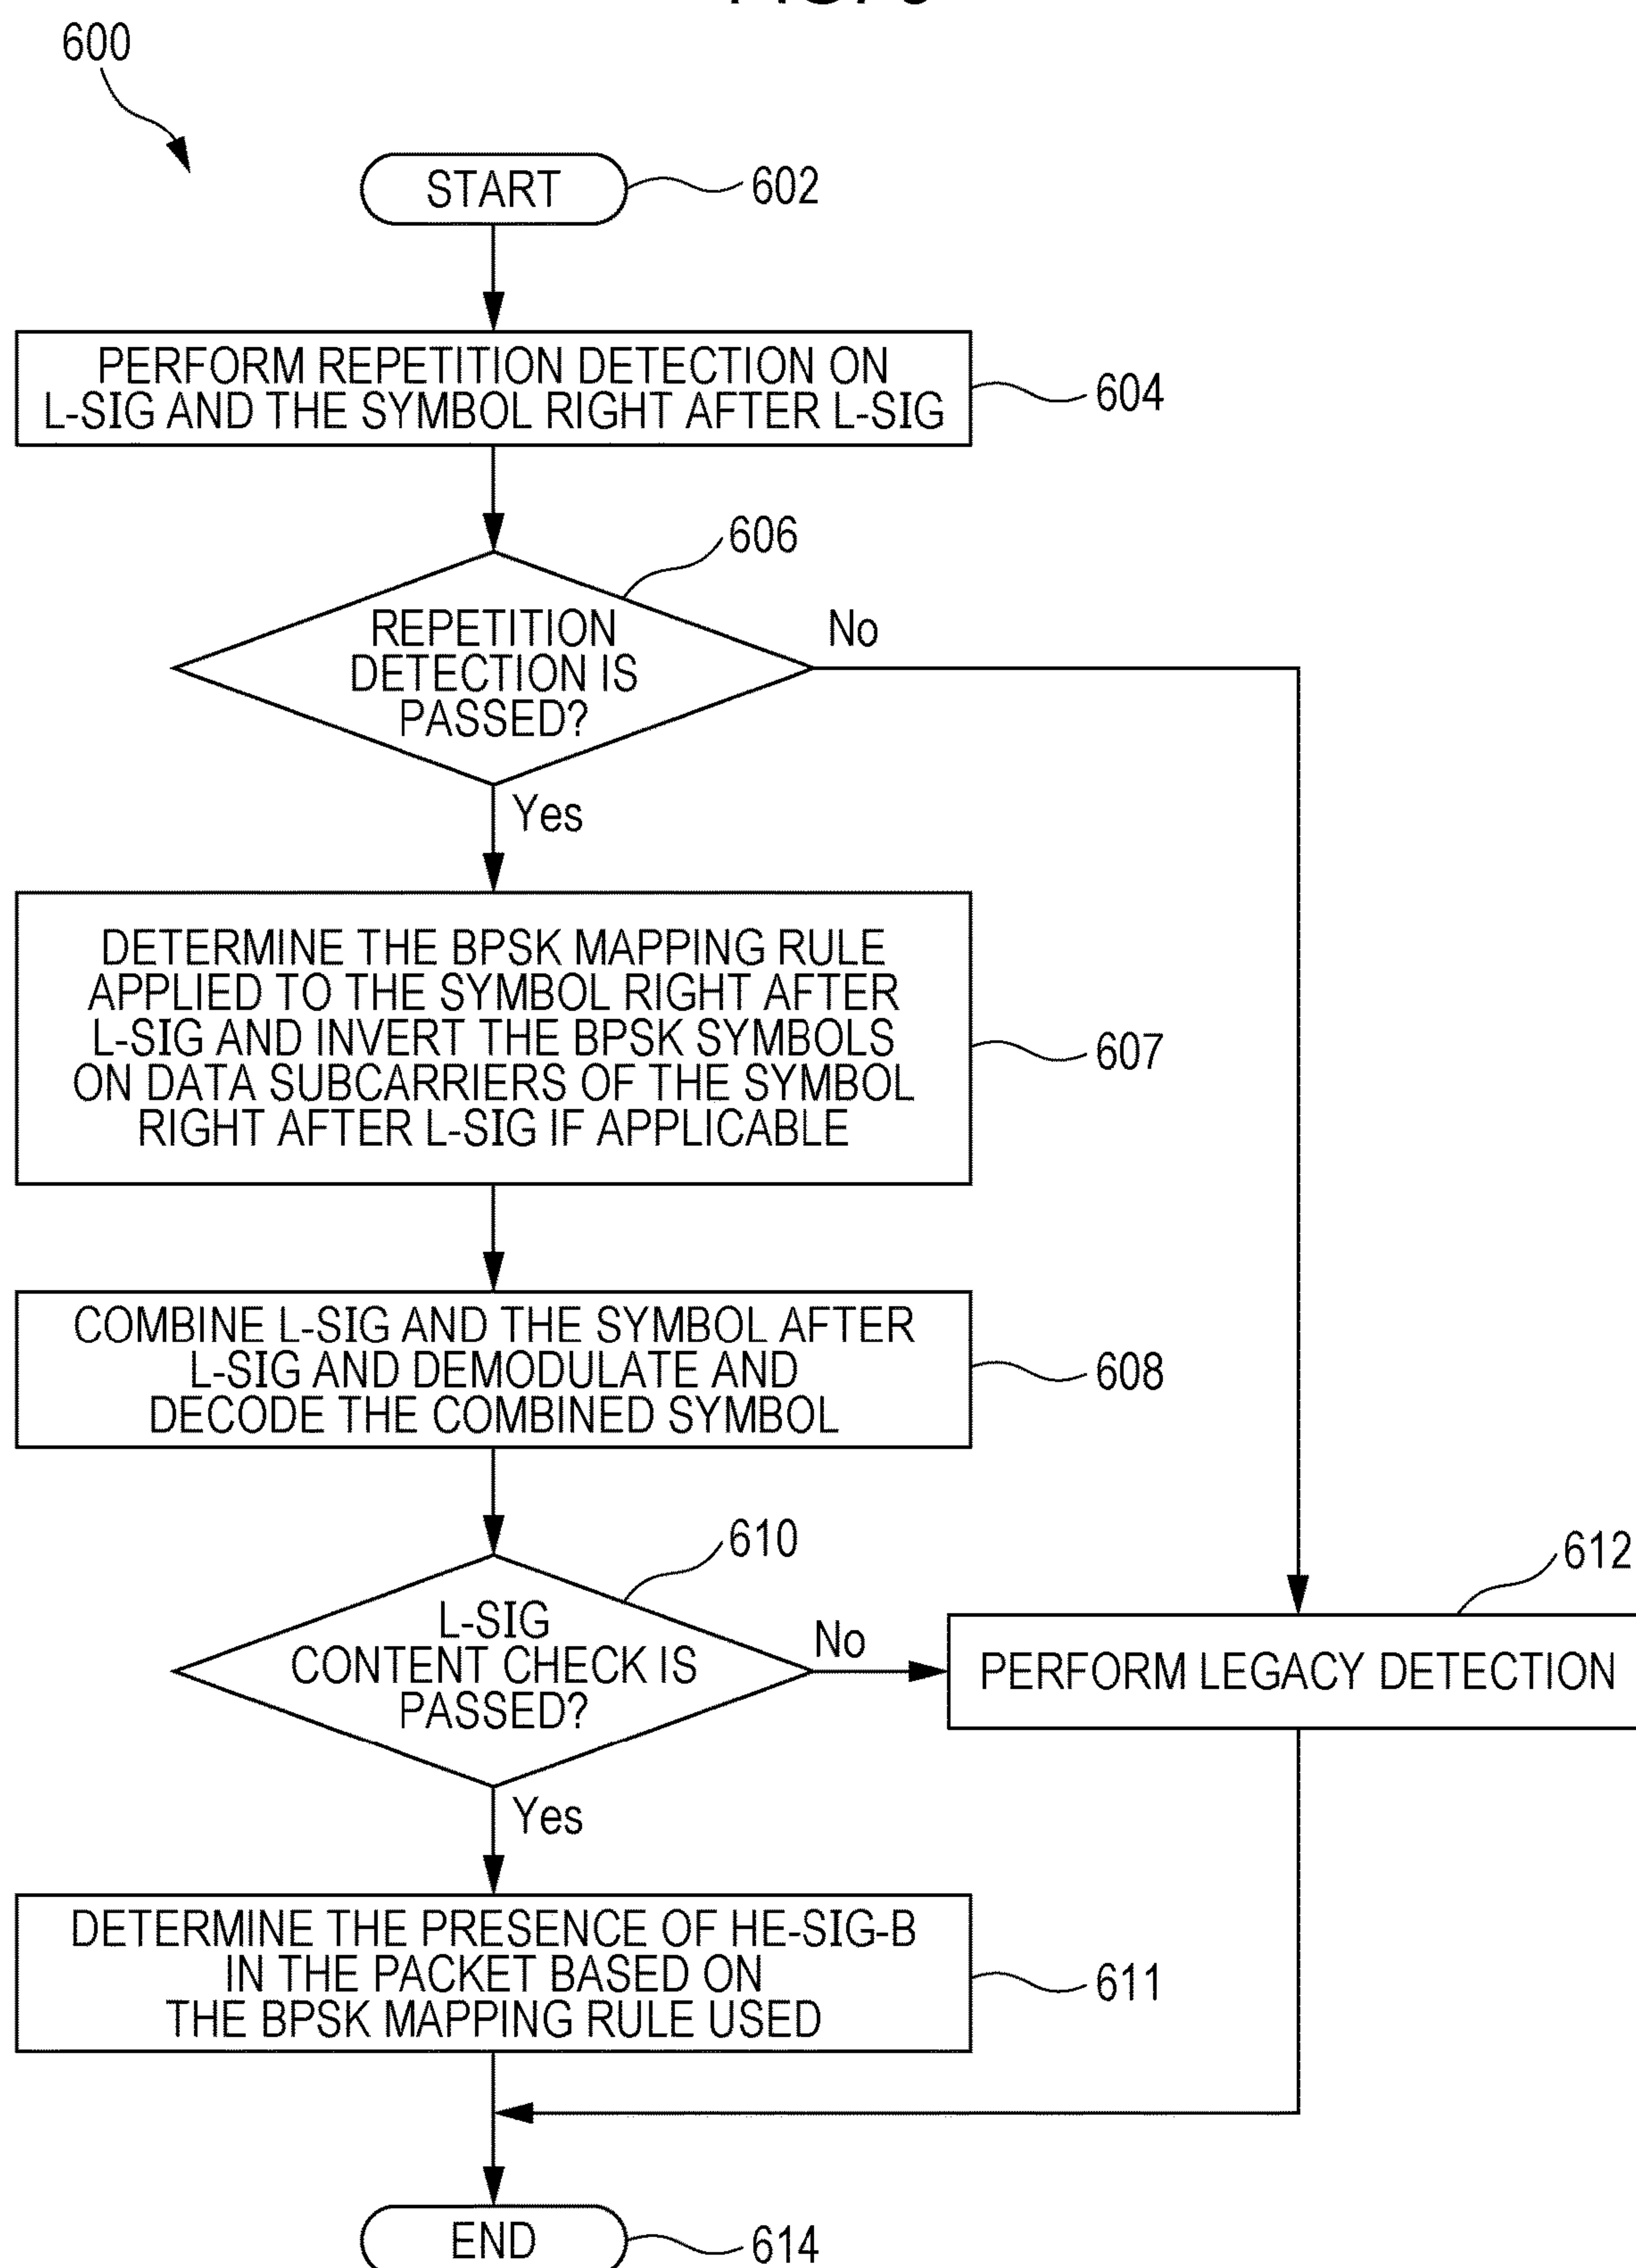 600
START
602
PERFORM REPETITION DETECTION ON
L-SIG AND THE SYMBOL RIGHT AFTER L-SIG
604
606
REPETITION
DETECTION IS
PASSED?
No
Yes
DETERMINE THE BPSK MAPPING RULE
APPLIED TO THE SYMBOL RIGHT AFTER
L-SIG AND INVERT THE BPSK SYMBOLS
ON DATA SUBCARRIERS OF THE SYMBOL
RIGHT AFTER L-SIG IF APPLICABLE
607
COMBINE L-SIG AND THE SYMBOL AFTER
L-SIG AND DEMODULATE AND
DECODE THE COMBINED SYMBOL
608
610
L-SIG
CONTENT CHECK IS
PASSED?
No
612
PERFORM LEGACY DETECTION
Yes
DETERMINE THE PRESENCE OF HE-SIG-B
IN THE PACKET BASED ON
THE BPSK MAPPING RULE USED
611
END
614